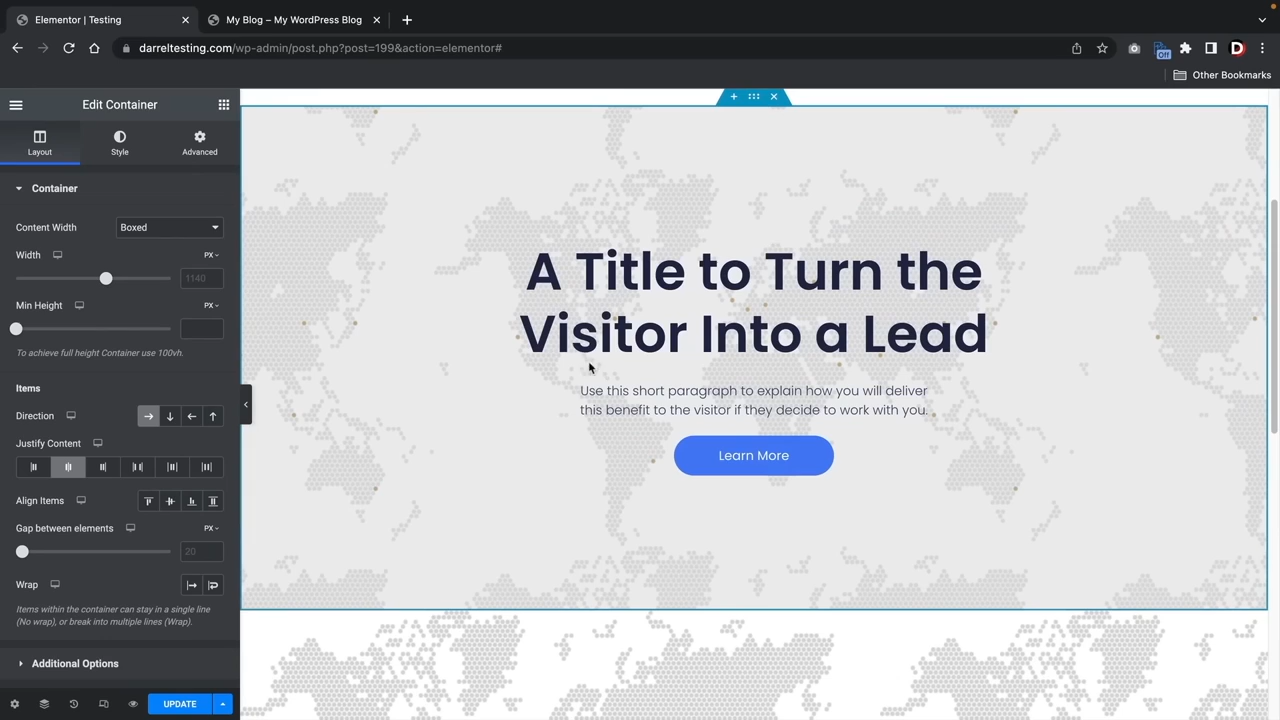 Elementor | Testing
My Blog – My WordPress Blog
darreltesting.com/wp-admin/post.php?post=199&action=elementor#
Off
D
Other Bookmarks
Edit Container
Layout
Style
Advanced
Container
Content Width
Boxed
Width
PX
1140
Min Height
PX
To achieve full height Container use 100vh.
Items
Direction
Justify Content
Align Items
Gap between elements
PX
20
Wrap
Items within the container can stay in a single line
(No wrap), or break into multiple lines (Wrap).
Additional Options
UPDATE
A Title to Turn the
Visitor Into a Lead
Use this short paragraph to explain how you will deliver
this benefit to the visitor if they decide to work with you.
Learn More